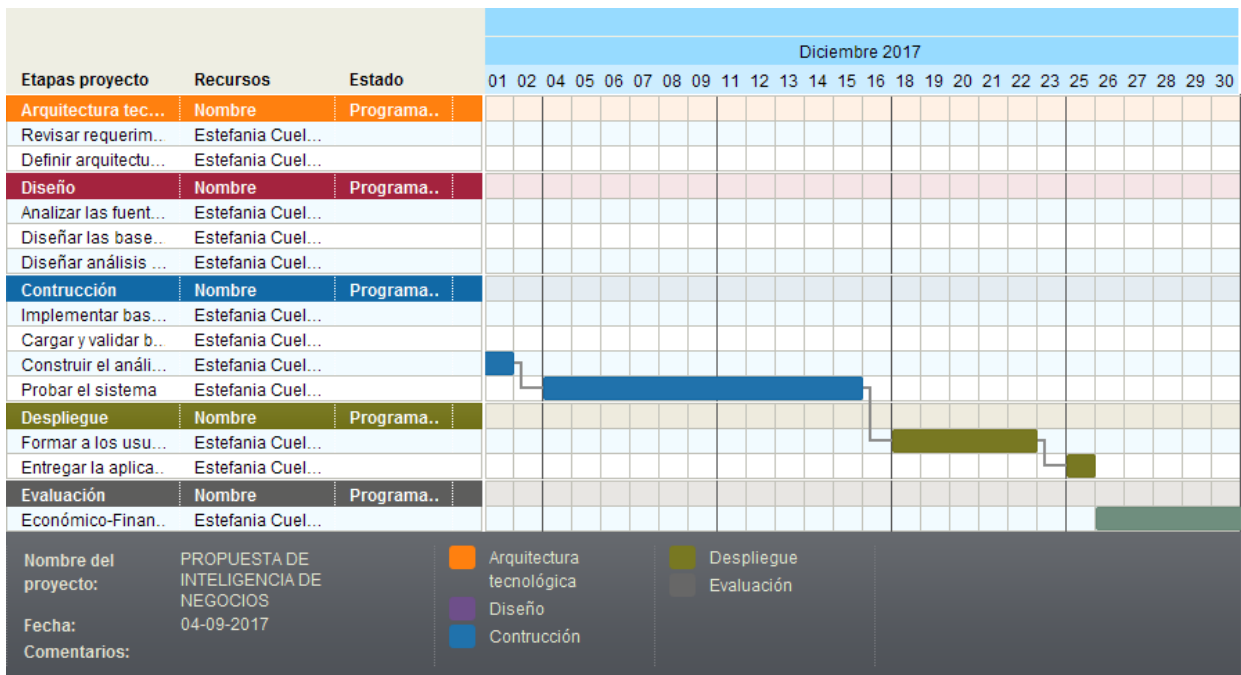 Diciembre 2017
Etapas proyecto Recursos Estado 01 02 04 05 06 07 08 09 11 12 13 14 15 16 18 19 20 21 22 23 25 26 27 28 29 30
Arquitectura tec... Nombre Programa..
Revisar requerim.. Estefania Cuel...
Definir arquitectu... Estefania Cuel...
Diseño Nombre Programa..
Analizar las fuent... Estefania Cuel...
Diseñar las base.. Estefania Cuel...
Diseñar análisis ... Estefania Cuel...
Contrucción Nombre Programa..
Implementar bas... Estefania Cuel...
Cargar y validar b.. Estefania Cuel...
Construir el análi... Estefania Cuel...
Probar el sistema Estefania Cuel...
Despliegue Nombre Programa..
Formar a los usu... Estefania Cuel...
Entregar la aplica.. Estefania Cuel...
Evaluación Nombre Programa..
Económico-Finan.. Estefania Cuel...
Nombre del
proyecto:
PROPUESTA DE
INTELIGENCIA DE
NEGOCIOS
Fecha: 04-09-2017
Comentarios:
Arquitectura
tecnológica
Diseño
Contrucción
Despliegue
Evaluación